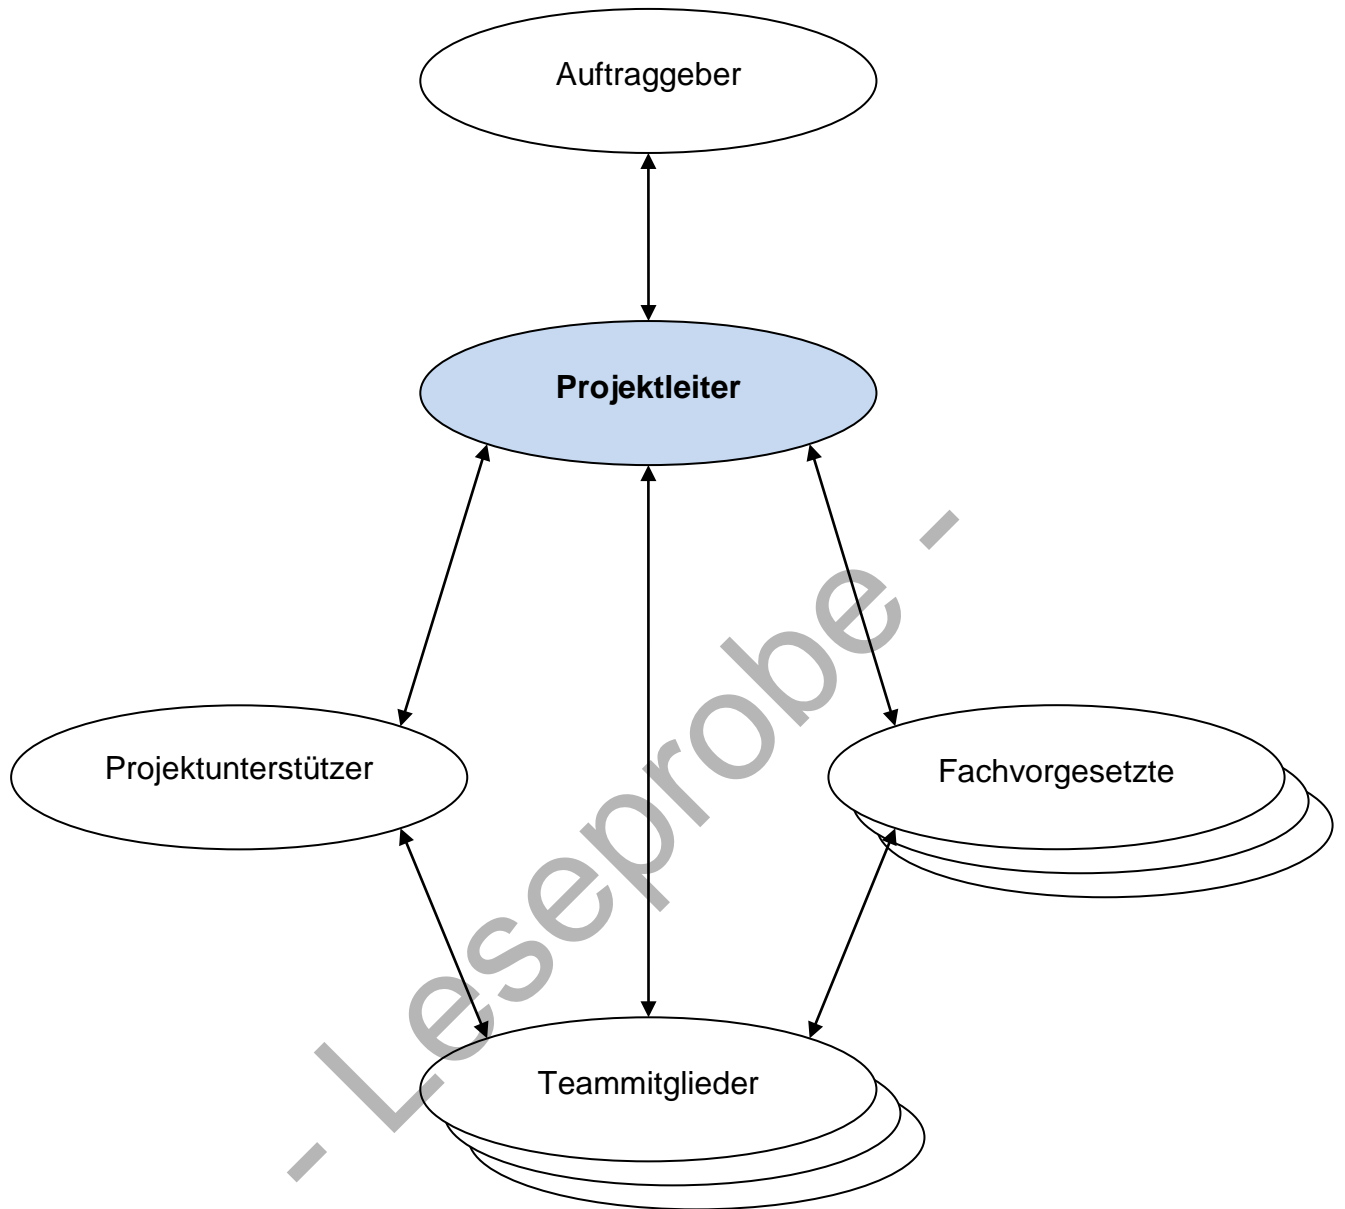 Auftraggeber
Projektleiter
Projektunterstützer
Fachvorgesetzte
Teammitglieder
- Leseprobe -